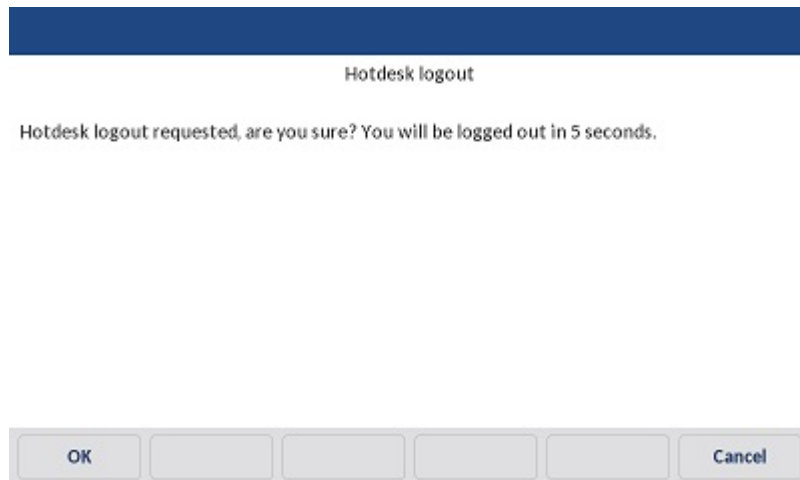 Hotdesk logout
Hotdesk logout requested, are you sure? You will be logged out in 5 seconds.
OK
Cancel